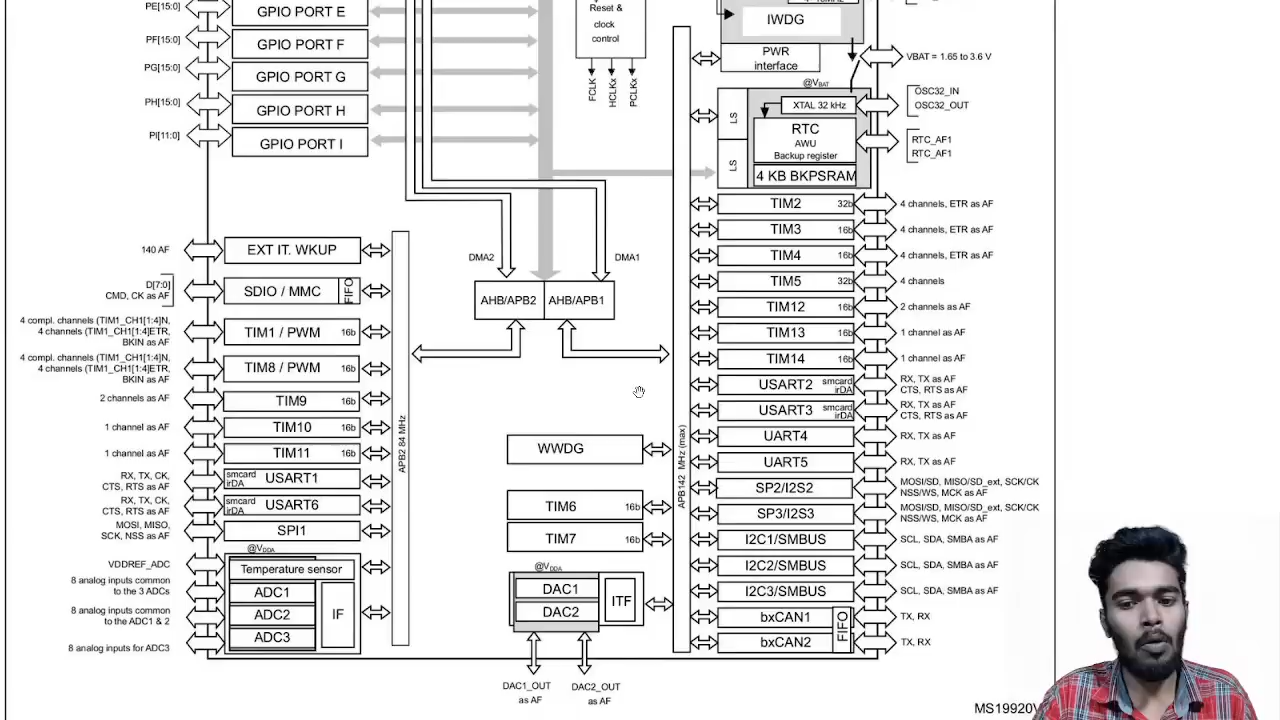 PE[15:0]
GPIO PORT E
PF[15:0]
GPIO PORT F
PG[15:0]
GPIO PORT G
PH[15:0]
GPIO PORT H
PI[11:0]
GPIO PORT I
Reset &
clock
control
FCLK
HCLKx
PCLKx
IWDG
PWR
interface
VBAT = 1.65 to 3.6 V
@VBAT
LS
LS
XTAL 32 kHz
OSC32_IN
OSC32_OUT
RTC
AWU
Backup register
RTC_AF1
RTC_AF1
4 KB BKPSRAM
140 AF
EXT IT. WKUP
D[7:0]
CMD, CK as AF
SDIO / MMC
FIFO
4 compl. channels (TIM1_CH1[1:4]N,
4 channels (TIM1_CH1[1:4]ETR,
BKIN as AF
TIM1 / PWM 16b
4 compl. channels (TIM1_CH1[1:4]N,
4 channels (TIM1_CH1[1:4]ETR,
BKIN as AF
TIM8 / PWM 16b
2 channels as AF
TIM9 16b
1 channel as AF
TIM10 16b
1 channel as AF
TIM11 16b
RX, TX, CK,
CTS, RTS as AF
smcard
irDA
USART1
RX, TX, CK,
CTS, RTS as AF
smcard
irDA
USART6
MOSI, MISO,
SCK, NSS as AF
SPI1
@VDDA
VDDREF_ADC
Temperature sensor
8 analog inputs common
to the 3 ADCs
ADC1
8 analog inputs common
to the ADC1 & 2
ADC2
8 analog inputs for ADC3
ADC3
IF
APB2 84 MHz
DMA2
DMA1
AHB/APB2
AHB/APB1
WWDG
TIM6 16b
TIM7 16b
@VDDA
DAC1
DAC2
ITF
DAC1_OUT
as AF
DAC2_OUT
as AF
APB142 MHz (max)
TIM2 32b
4 channels, ETR as AF
TIM3 16b
4 channels, ETR as AF
TIM4 16b
4 channels, ETR as AF
TIM5 32b
4 channels
TIM12 16b
2 channels as AF
TIM13 16b
1 channel as AF
TIM14 16b
1 channel as AF
USART2
smcard
irDA
RX, TX as AF
CTS, RTS as AF
USART3
smcard
irDA
RX, TX as AF
CTS, RTS as AF
UART4
RX, TX as AF
UART5
RX, TX as AF
SP2/I2S2
MOSI/SD, MISO/SD_ext, SCK/CK
NSS/WS, MCK as AF
SP3/I2S3
MOSI/SD, MISO/SD_ext, SCK/CK
NSS/WS, MCK as AF
I2C1/SMBUS
SCL, SDA, SMBA as AF
I2C2/SMBUS
SCL, SDA, SMBA as AF
I2C3/SMBUS
SCL, SDA, SMBA as AF
bxCAN1
TX, RX
bxCAN2
TX, RX
FIFO
MS19920V